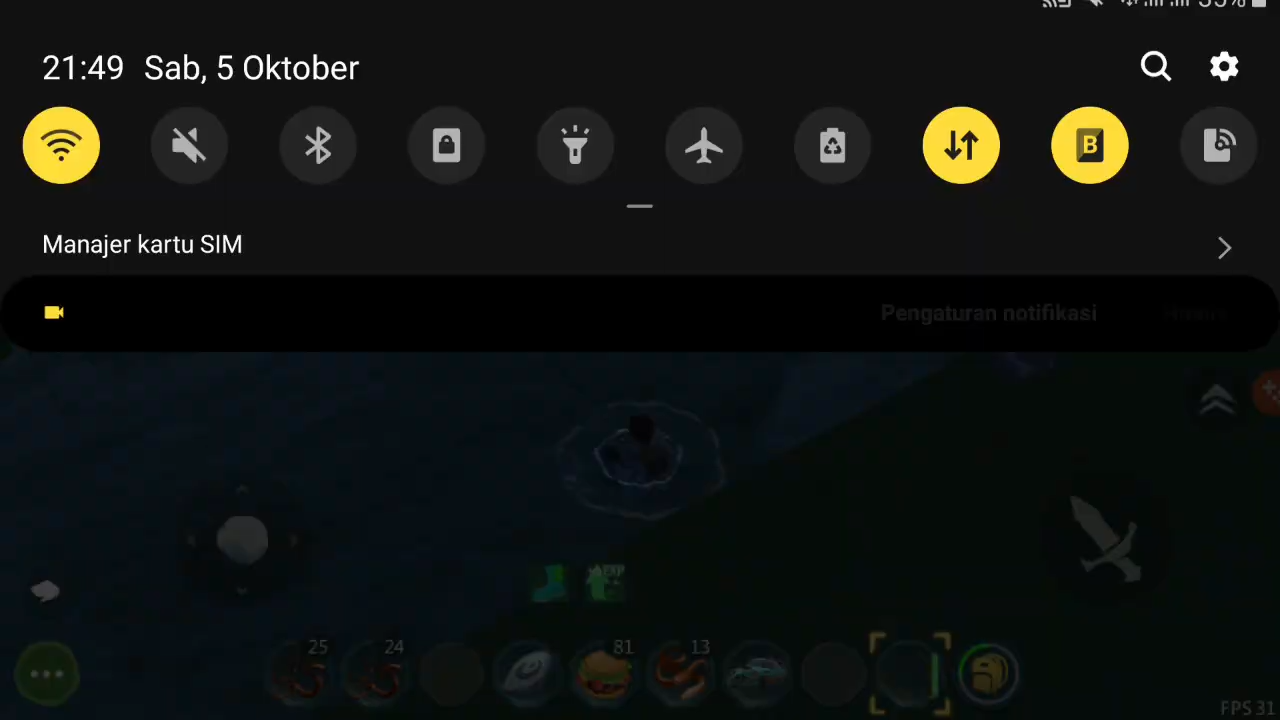 21:49 Sab, 5 Oktober
B
Manajer kartu SIM
Pengaturan notifikasi
25
24
81
13
FPS 31